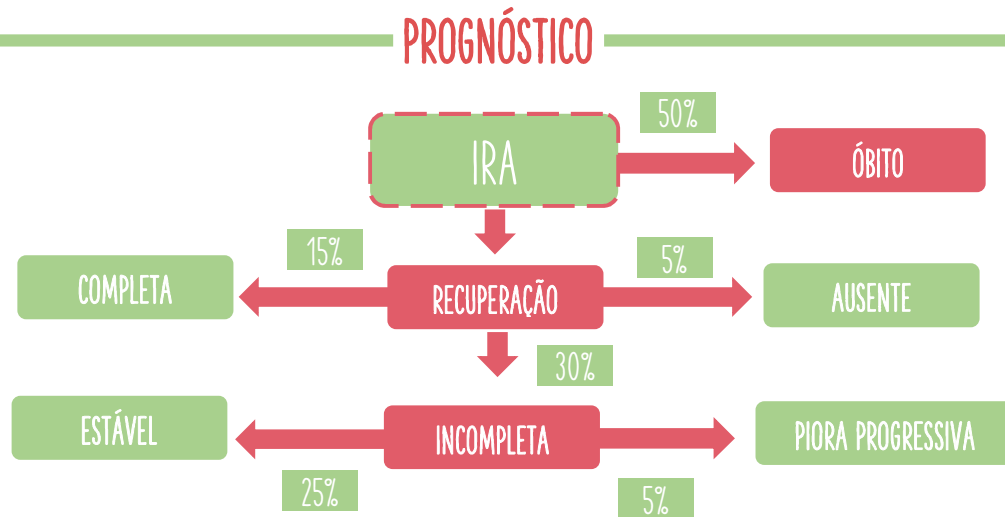 PROGNÓSTICO
50%
IRA
ÓBITO
15%
5%
COMPLETA
RECUPERAÇÃO
AUSENTE
30%
ESTÁVEL
INCOMPLETA
PIORA PROGRESSIVA
25%
5%